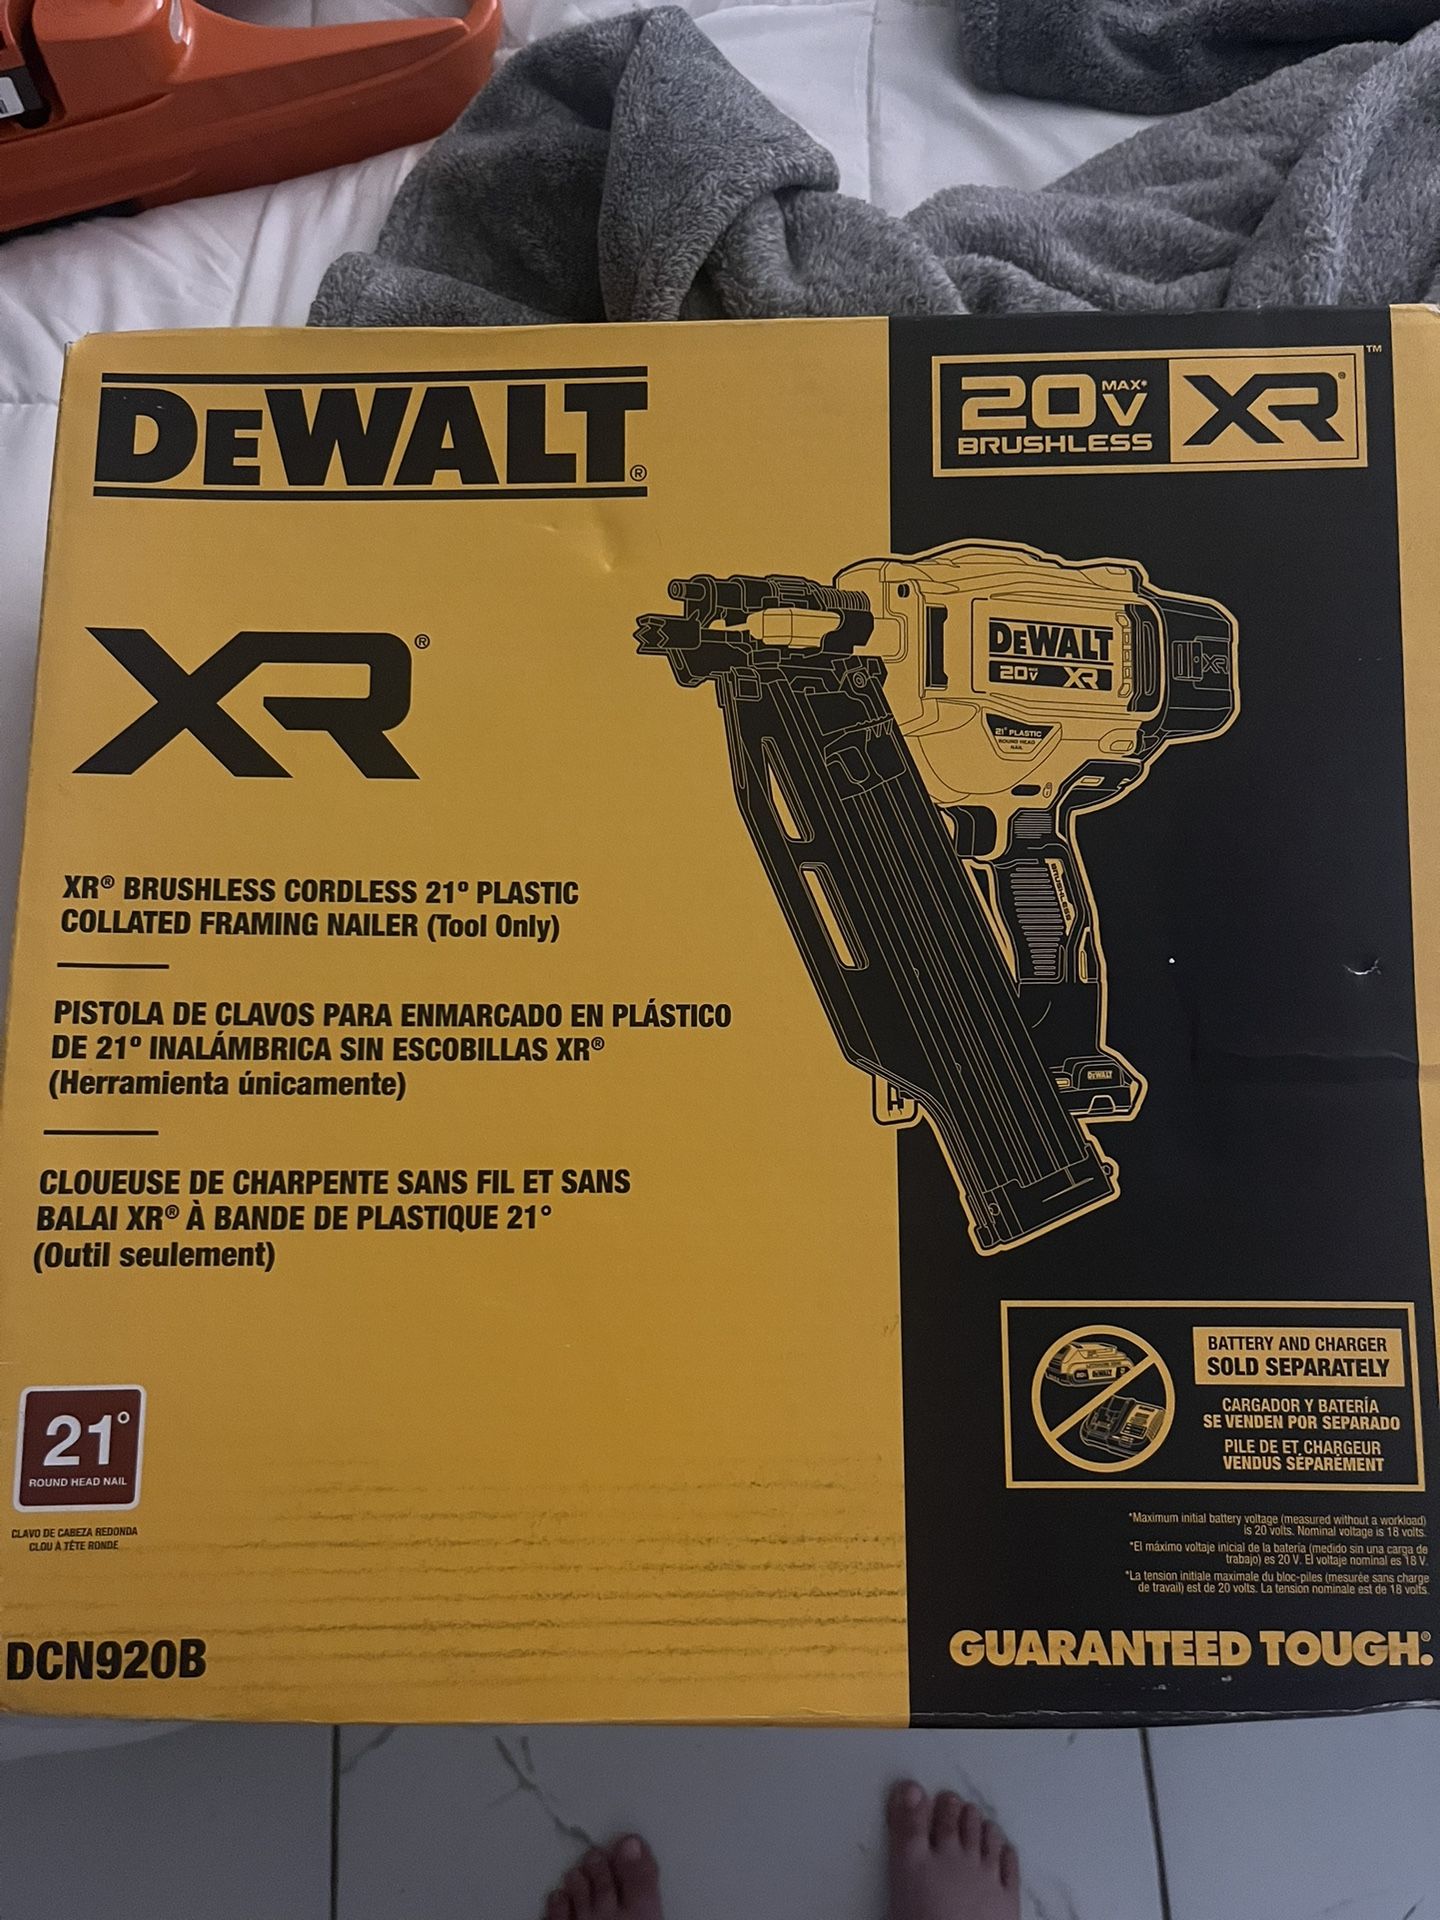 DEWALT®
20V MAX* BRUSHLESS XR® ™
XR®
DEWALT
20V XR
XR
21° PLASTIC
ROUND HEAD
NAIL
BRUSHLESS
DEWALT
XR® BRUSHLESS CORDLESS 21° PLASTIC
COLLATED FRAMING NAILER (Tool Only)
PISTOLA DE CLAVOS PARA ENMARCADO EN PLÁSTICO
DE 21° INALÁMBRICA SIN ESCOBILLAS XR®
(Herramienta únicamente)
CLOUEUSE DE CHARPENTE SANS FIL ET SANS
BALAI XR® À BANDE DE PLASTIQUE 21°
(Outil seulement)
21°
ROUND HEAD NAIL
CLAVO DE CABEZA REDONDA
CLOU À TÊTE RONDE
DCN920B
BATTERY AND CHARGER
SOLD SEPARATELY
CARGADOR Y BATERÍA
SE VENDEN POR SEPARADO
PILE DE ET CHARGEUR
VENDUS SÉPARÉMENT
*Maximum initial battery voltage (measured without a workload)
is 20 volts. Nominal voltage is 18 volts.
*El máximo voltaje inicial de la batería (medido sin una carga de
trabajo) es 20 V. El voltaje nominal es 18 V.
*La tension initiale maximale du bloc-piles (mesurée sans charge
de travail) est de 20 volts. La tension nominale est de 18 volts.
GUARANTEED TOUGH.®